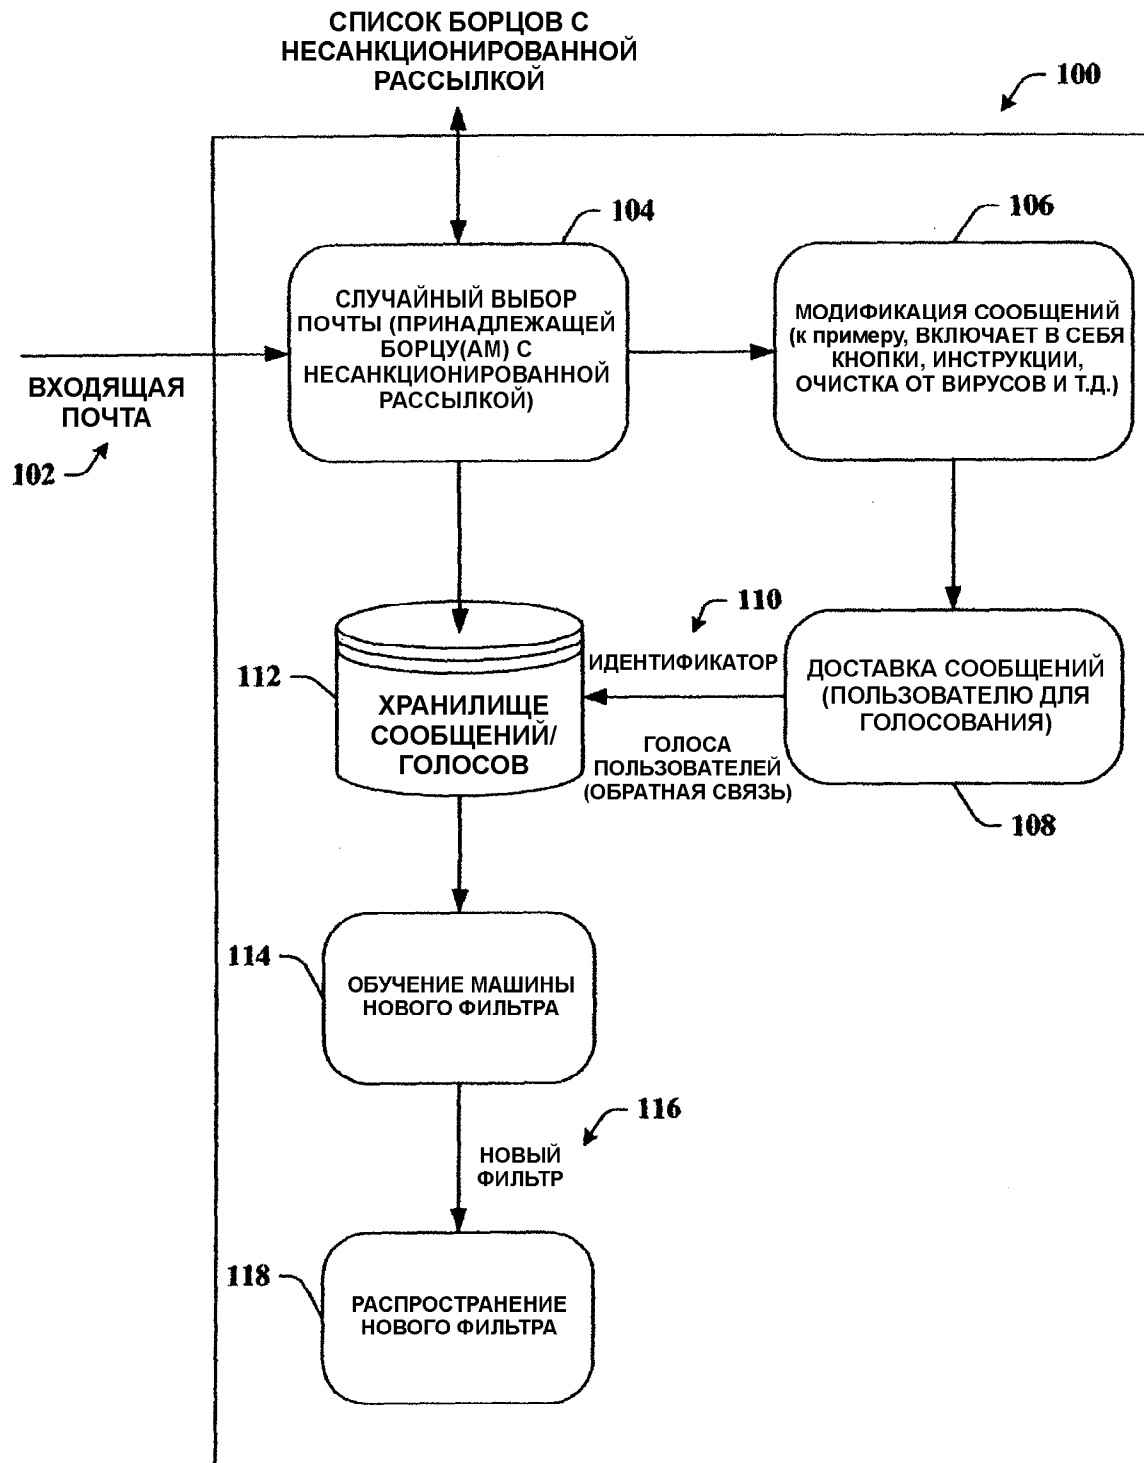 СПИСОК БОРЦОВ С
НЕСАНКЦИОНИРОВАННОЙ
РАССЫЛКОЙ
100
104
106
СЛУЧАЙНЫЙ ВЫБОР
ПОЧТЫ (ПРИНАДЛЕЖАЩЕЙ
БОРЦУ(АМ) С
НЕСАНКЦИОНИРОВАННОЙ
РАССЫЛКОЙ)
МОДИФИКАЦИЯ СООБЩЕНИЙ
(к примеру, ВКЛЮЧАЕТ В СЕБЯ
КНОПКИ, ИНСТРУКЦИИ,
ОЧИСТКА ОТ ВИРУСОВ И Т.Д.)
ВХОДЯЩАЯ
ПОЧТА
102
110
ИДЕНТИФИКАТОР
ДОСТАВКА СООБЩЕНИЙ
(ПОЛЬЗОВАТЕЛЮ ДЛЯ
ГОЛОСОВАНИЯ)
112
ХРАНИЛИЩЕ
СООБЩЕНИЙ/
ГОЛОСОВ
ГОЛОСА
ПОЛЬЗОВАТЕЛЕЙ
(ОБРАТНАЯ СВЯЗЬ)
108
114
ОБУЧЕНИЕ МАШИНЫ
НОВОГО ФИЛЬТРА
116
НОВЫЙ
ФИЛЬТР
118
РАСПРОСТРАНЕНИЕ
НОВОГО ФИЛЬТРА